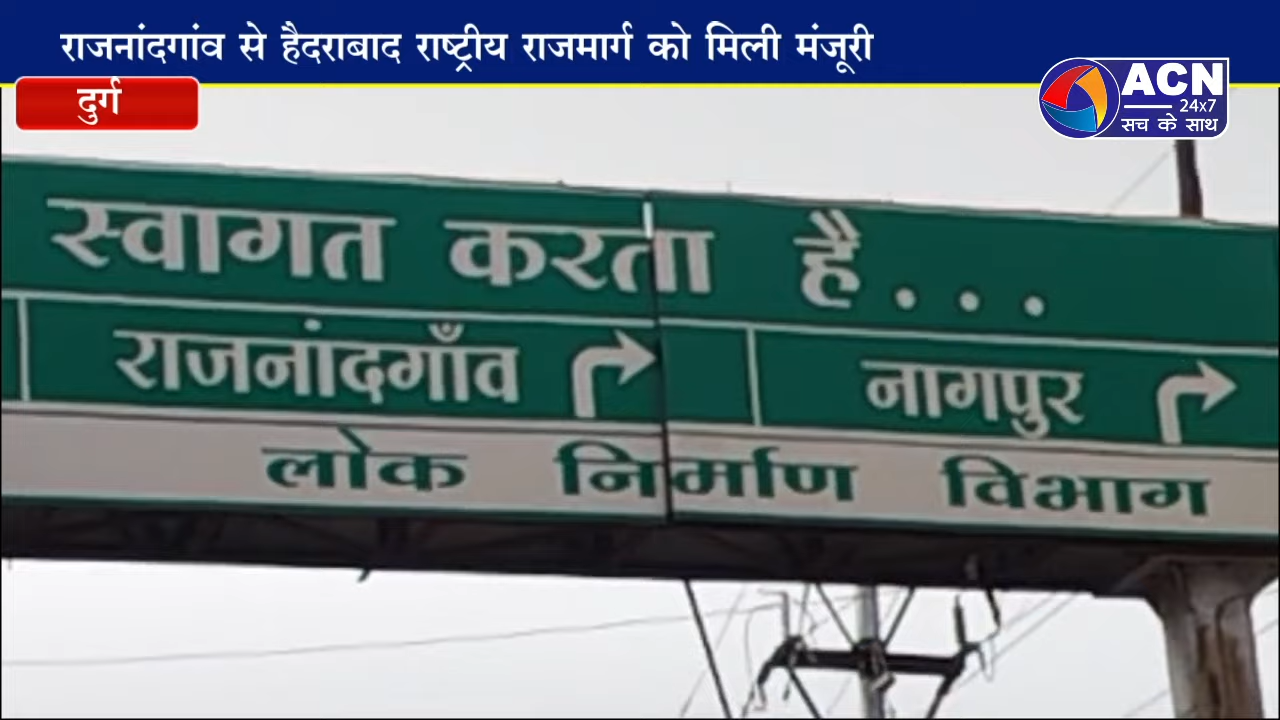 राजनांदगांव से हैदराबाद राष्ट्रीय राजमार्ग को मिली मंजूरी
दुर्ग
ACN
24x7
सच के साथ
स्वागत करता है...
राजनांदगाँव
नागपुर
लोक निर्माण विभाग